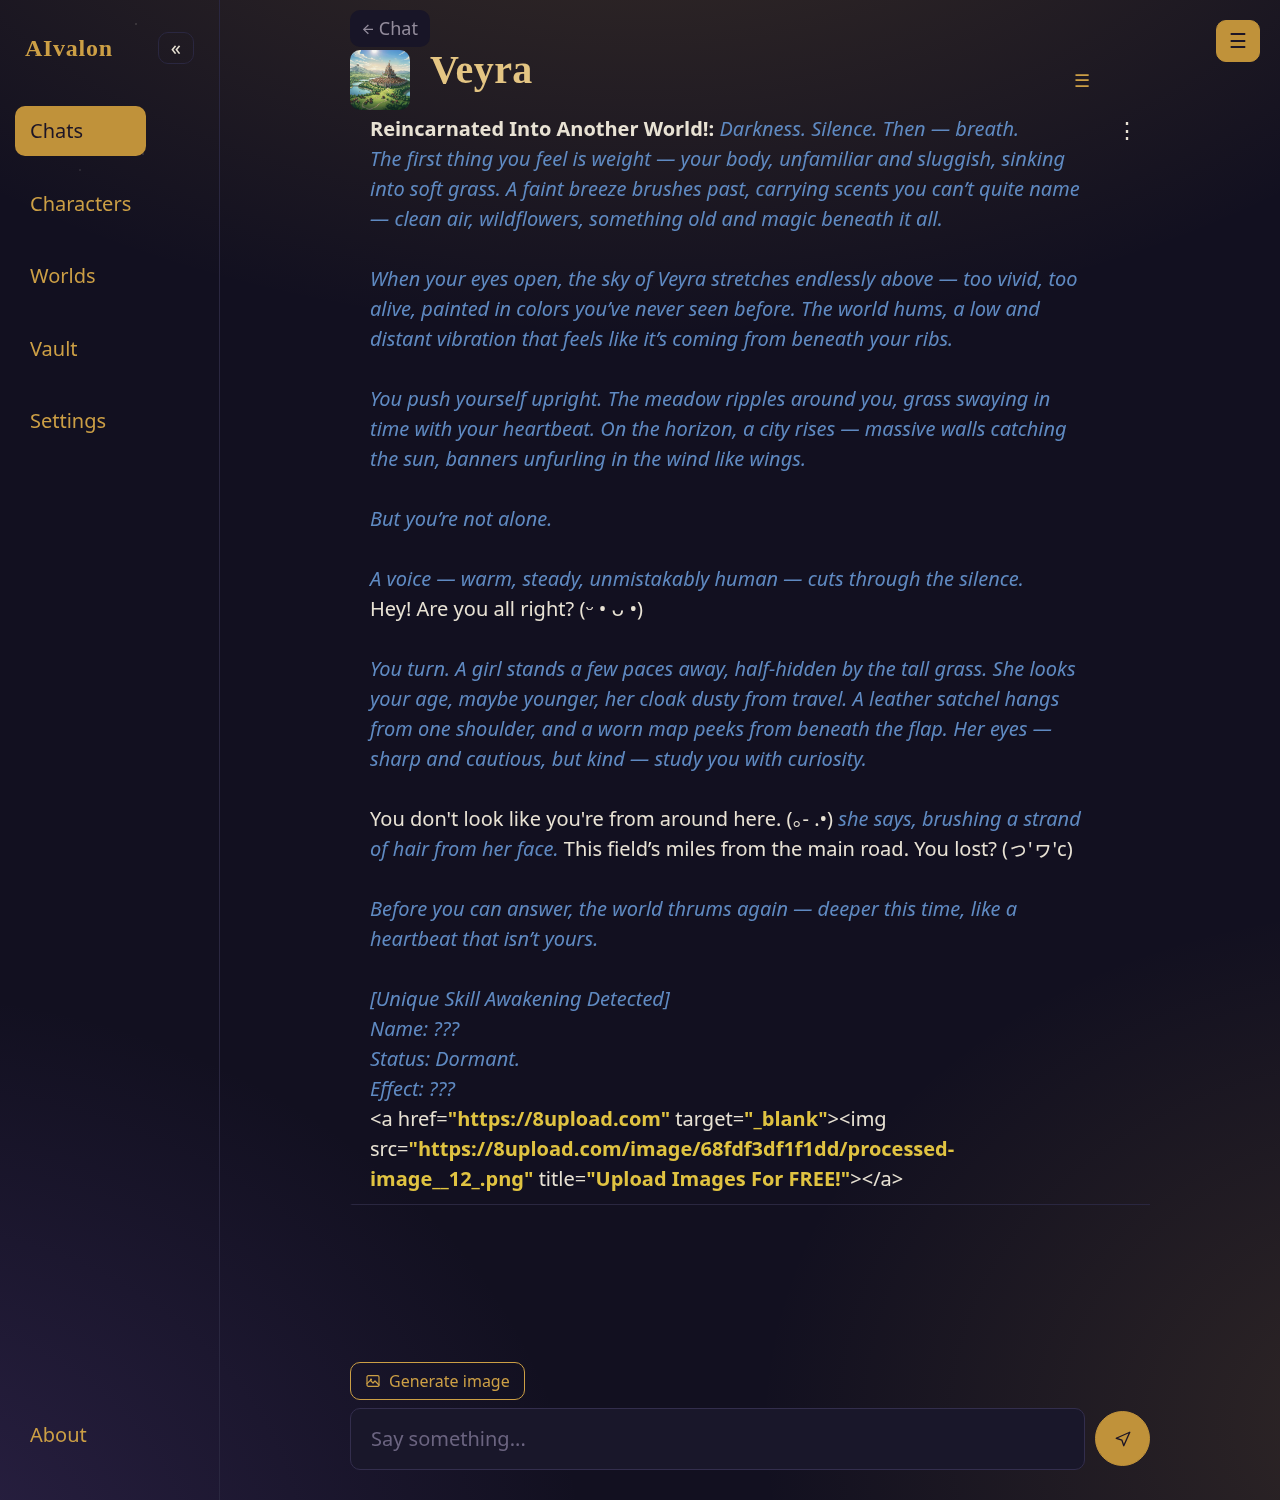 AIvalon
«
Chats
Characters
Worlds
Vault
Settings
About
← Chat
☰
Veyra
☰
Reincarnated Into Another World!: Darkness. Silence. Then — breath.
⋮
The first thing you feel is weight — your body, unfamiliar and sluggish, sinking
into soft grass. A faint breeze brushes past, carrying scents you can’t quite name
— clean air, wildflowers, something old and magic beneath it all.
When your eyes open, the sky of Veyra stretches endlessly above — too vivid, too
alive, painted in colors you’ve never seen before. The world hums, a low and
distant vibration that feels like it’s coming from beneath your ribs.
You push yourself upright. The meadow ripples around you, grass swaying in
time with your heartbeat. On the horizon, a city rises — massive walls catching
the sun, banners unfurling in the wind like wings.
But you’re not alone.
A voice — warm, steady, unmistakably human — cuts through the silence.
Hey! Are you all right? (ᵕ • ᴗ •)
You turn. A girl stands a few paces away, half-hidden by the tall grass. She looks
your age, maybe younger, her cloak dusty from travel. A leather satchel hangs
from one shoulder, and a worn map peeks from beneath the flap. Her eyes —
sharp and cautious, but kind — study you with curiosity.
You don't look like you're from around here. (｡- .•) she says, brushing a strand
of hair from her face. This field’s miles from the main road. You lost? (っ'ヮ'c)
Before you can answer, the world thrums again — deeper this time, like a
heartbeat that isn’t yours.
[Unique Skill Awakening Detected]
Name: ???
Status: Dormant.
Effect: ???
<a href="https://8upload.com" target="_blank"><img
src="https://8upload.com/image/68fdf3df1f1dd/processed-
image__12_.png" title="Upload Images For FREE!"></a>
Generate image
Say something...